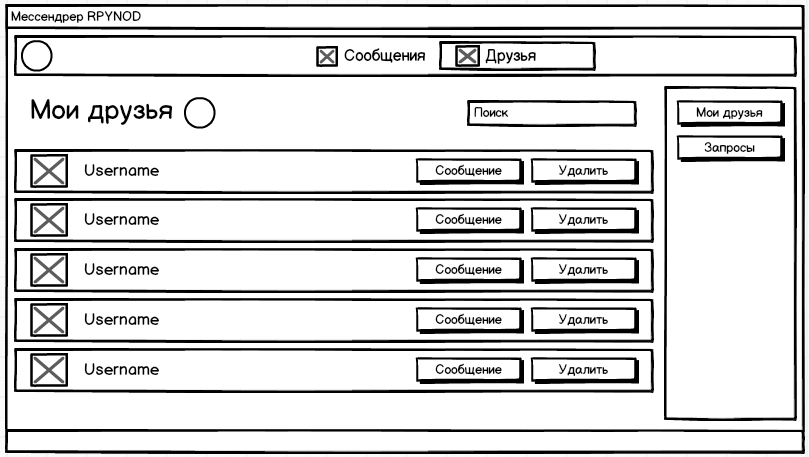 Мессендрер RPYNOD
Сообщения
Друзья
Мои друзья
Поиск
Мои друзья
Запросы
Username
Сообщение
Удалить
Username
Сообщение
Удалить
Username
Сообщение
Удалить
Username
Сообщение
Удалить
Username
Сообщение
Удалить